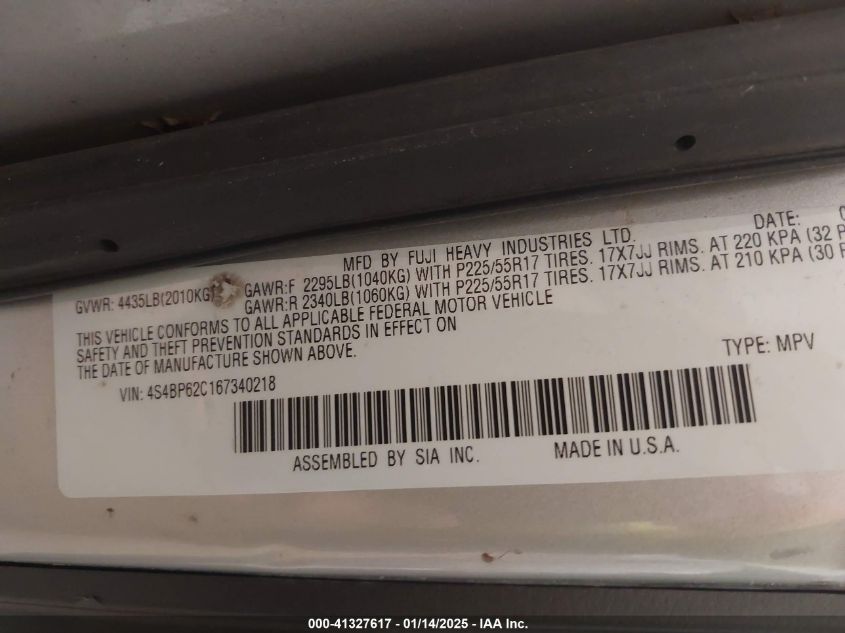 MFD BY FUJI HEAVY INDUSTRIES LTD. DATE: 0
GVWR: 4435LB(2010KG) GAWR:F 2295LB(1040KG) WITH P225/55R17 TIRES. 17X7JJ RIMS. AT 220 KPA (32 P
GAWR:R 2340LB(1060KG) WITH P225/55R17 TIRES. 17X7JJ RIMS. AT 210 KPA (30 P
THIS VEHICLE CONFORMS TO ALL APPLICABLE FEDERAL MOTOR VEHICLE
SAFETY AND THEFT PREVENTION STANDARDS IN EFFECT ON
THE DATE OF MANUFACTURE SHOWN ABOVE.
VIN: 4S4BP62C167340218 TYPE: MPV
ASSEMBLED BY SIA INC. MADE IN U.S.A.
000-41327617 - 01/14/2025 - IAA Inc.